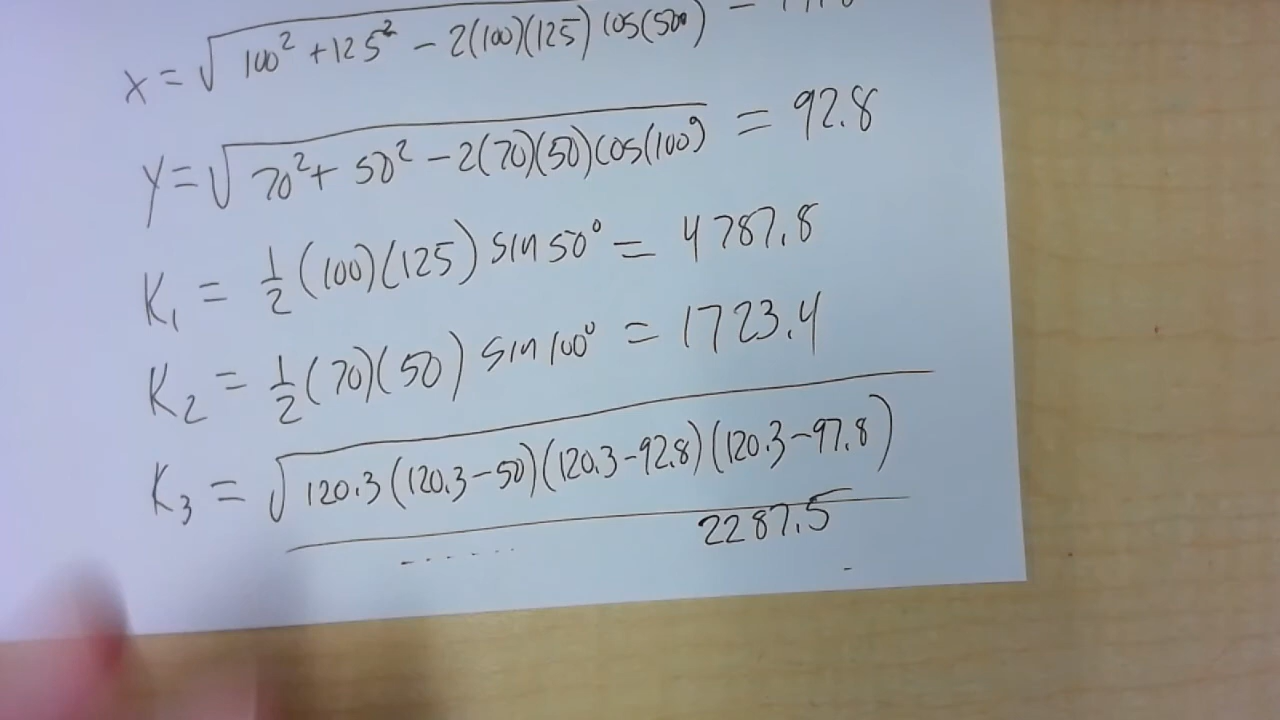 x = √100² + 125² - 2(100)(125) cos(50°)
y = √70² + 50² - 2(70)(50)cos(100°) = 92.8
K₁ = ½(100)(125) sin 50° = 4787.8
K₂ = ½(70)(50) sin 100° = 1723.4
K₃ = √120.3(120.3-50)(120.3-92.8)(120.3-97.8)
2287.5